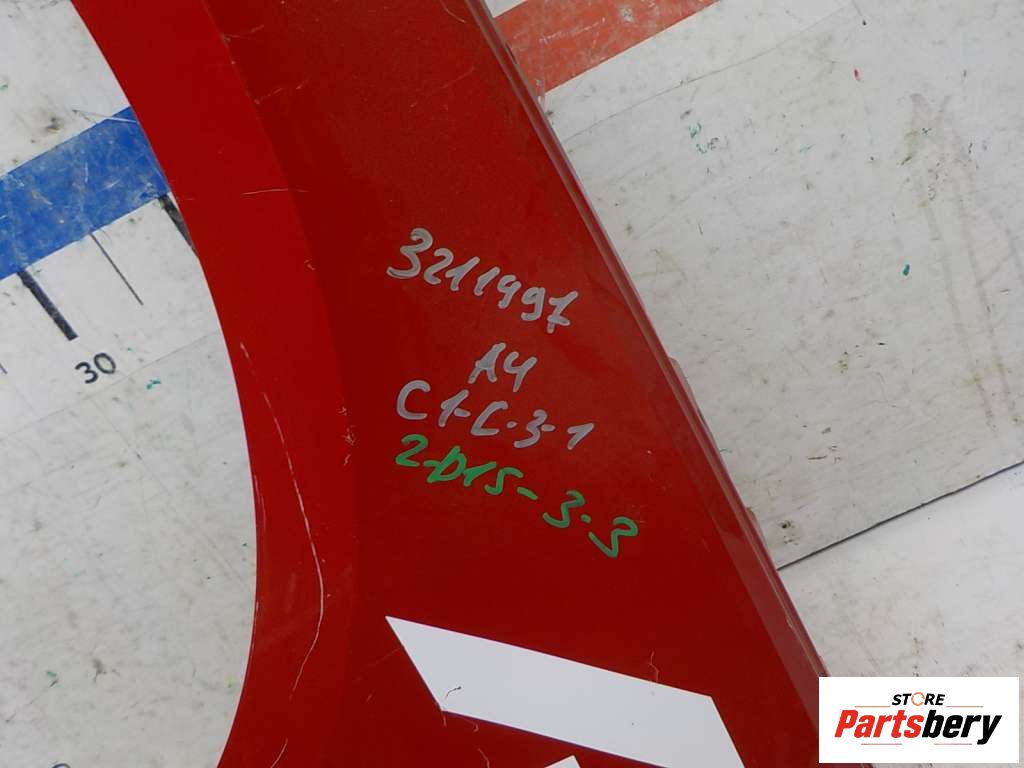 3211997
A4
C1-C-3-1
2-D15-3-3
30
STORE
Partsbery